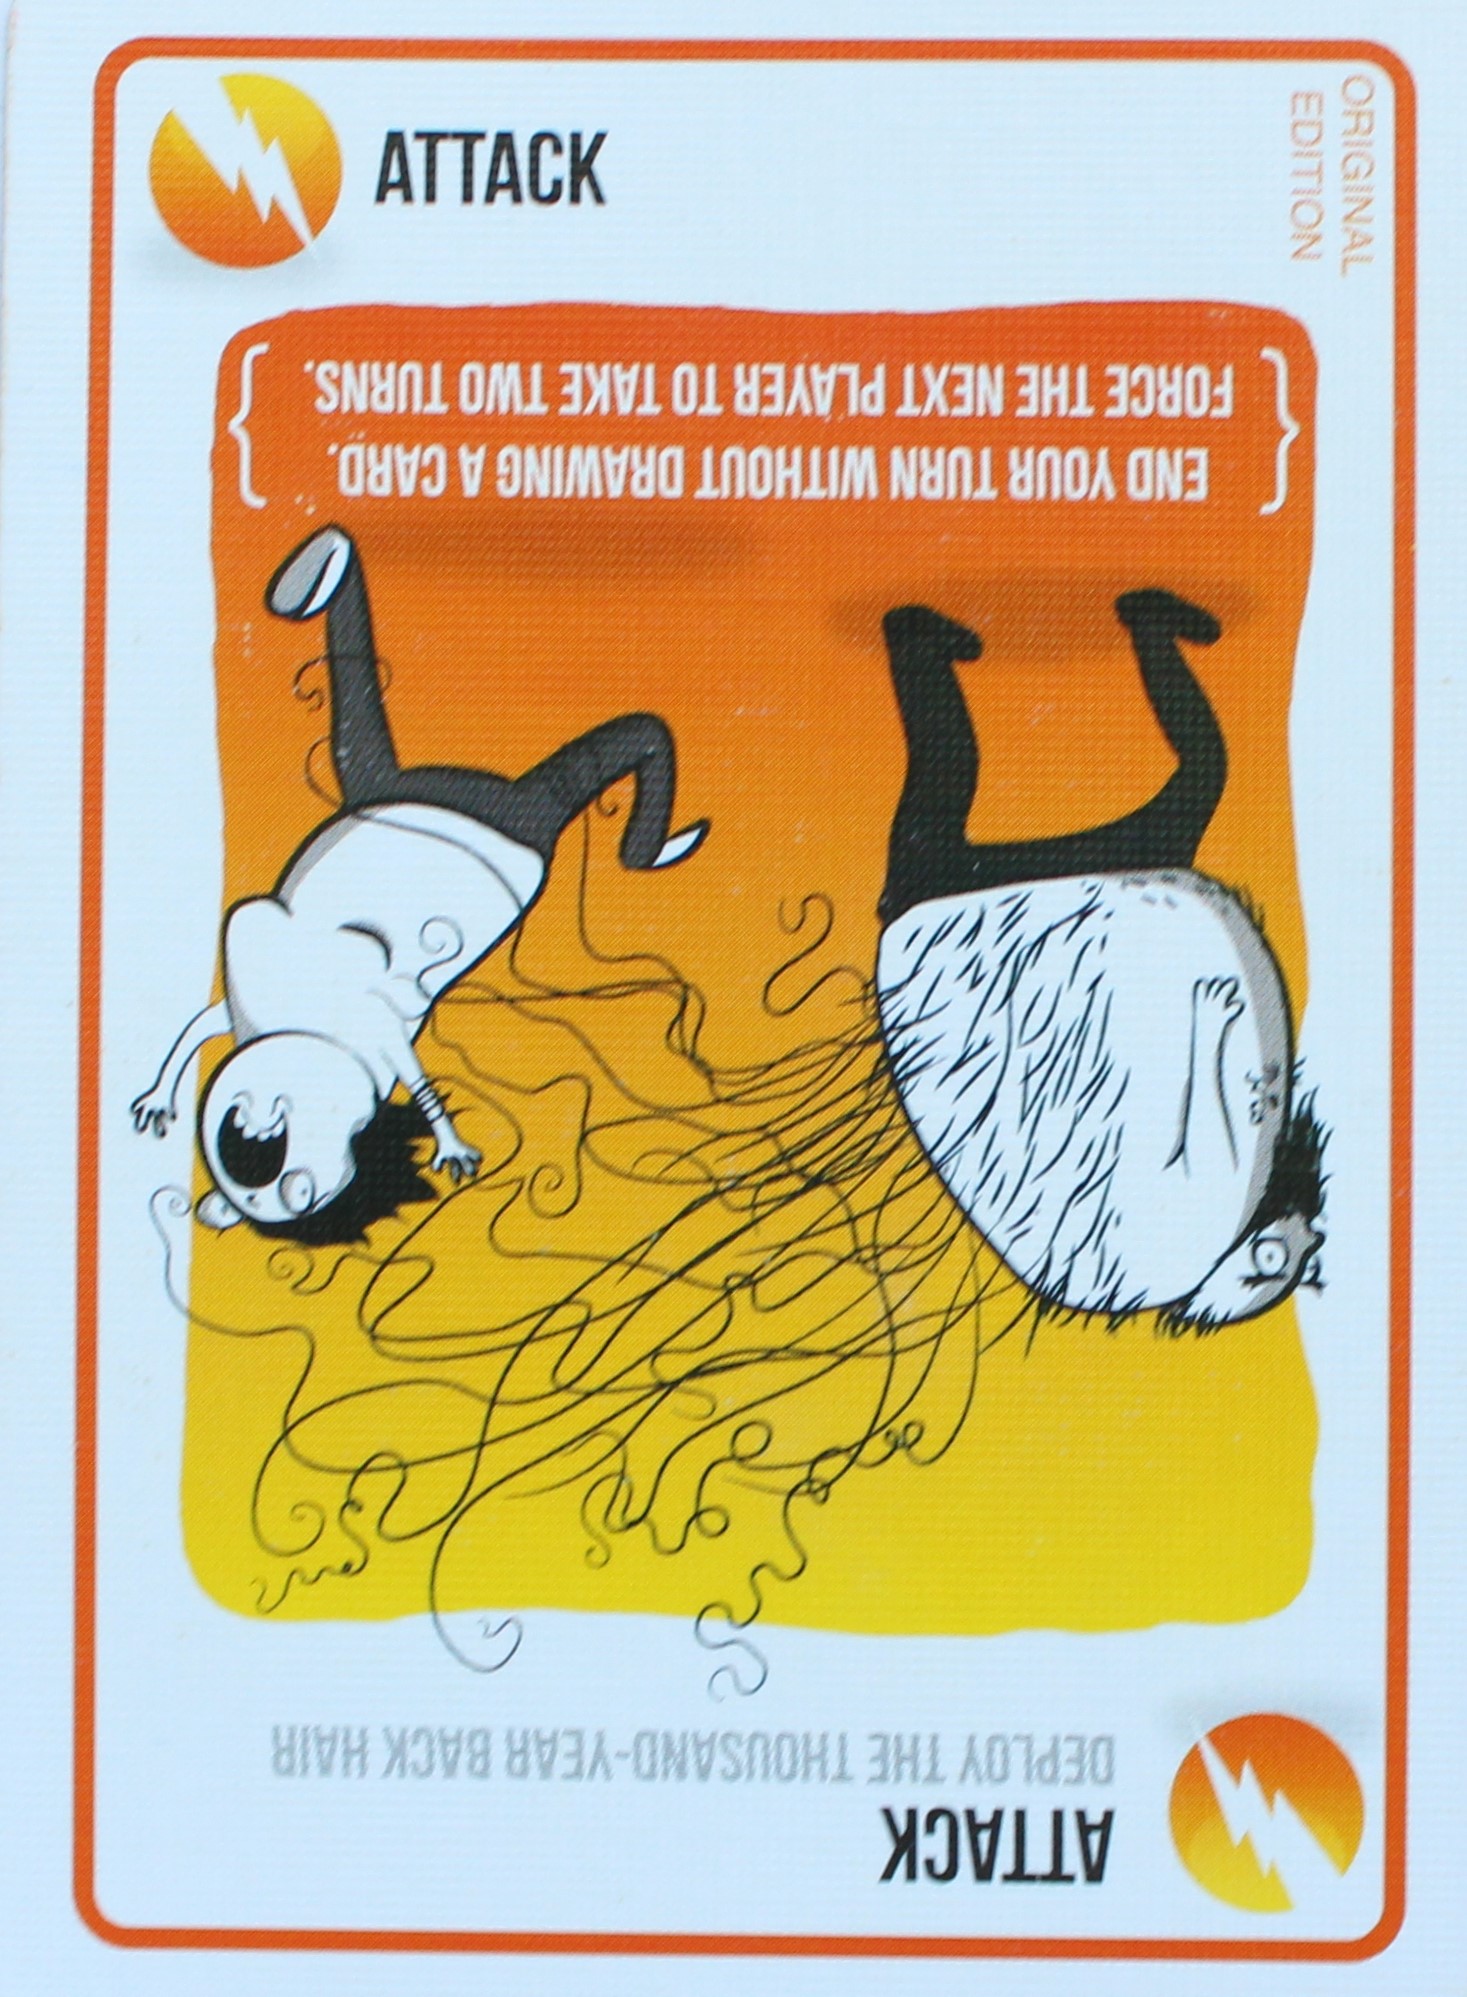 ATTACK
DEPLOY THE THOUSAND-YEAR BACK HAIR
END YOUR TURN WITHOUT DRAWING A CARD.
FORCE THE NEXT PLAYER TO TAKE TWO TURNS.
ATTACK
ORIGINAL
EDITION